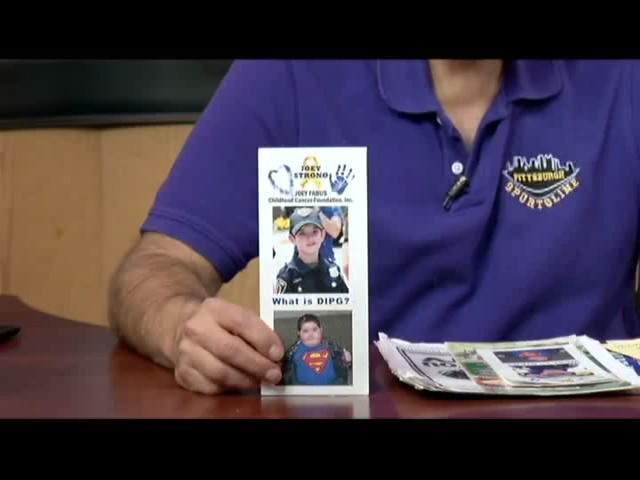 JOEY
STRONG
JOEY FABUS
Childhood Cancer Foundation, Inc.
What is DIPG?
PITTSBURGH
SPORTSLINE